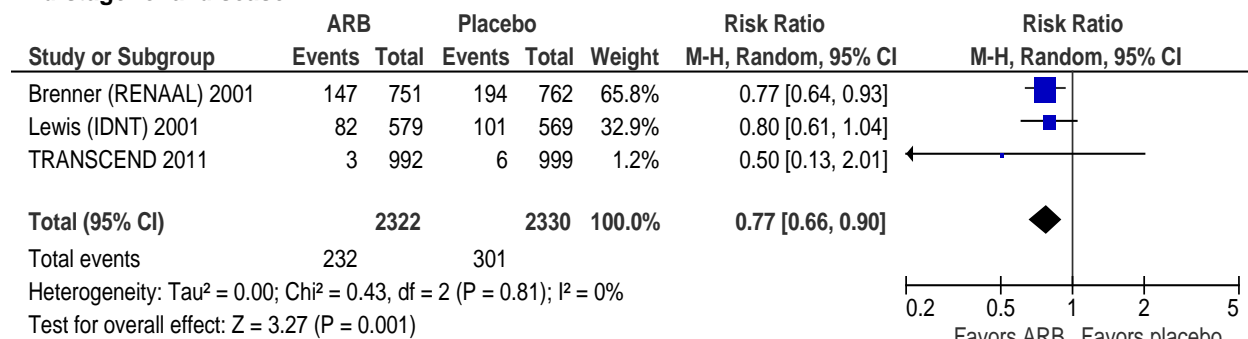 ARB Placebo Risk Ratio Risk Ratio
Study or Subgroup Events Total Events Total Weight M-H, Random, 95% CI M-H, Random, 95% CI
Brenner (RENAAL) 2001 147 751 194 762 65.8% 0.77 [0.64, 0.93]
Lewis (IDNT) 2001 82 579 101 569 32.9% 0.80 [0.61, 1.04]
TRANSCEND 2011 3 992 6 999 1.2% 0.50 [0.13, 2.01]
Total (95% CI) 2322 2330 100.0% 0.77 [0.66, 0.90]
Total events 232 301
Heterogeneity: Tau² = 0.00; Chi² = 0.43, df = 2 (P = 0.81); I² = 0%
Test for overall effect: Z = 3.27 (P = 0.001)
0.2 0.5 1 2 5
Favors ARB Favors placebo